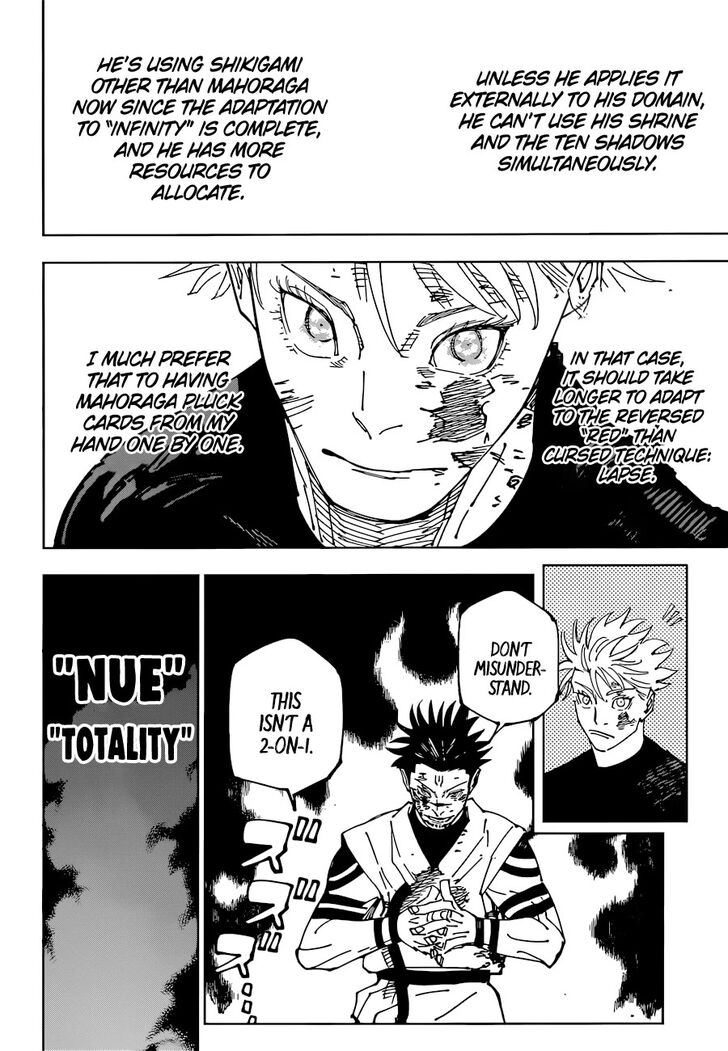 UNLESS HE APPLIES IT
EXTERNALLY TO HIS DOMAIN,
HE CAN'T USE HIS SHRINE
AND THE TEN SHADOWS
SIMULTANEOUSLY.
HE'S USING SHIKIGAMI
OTHER THAN MAHORAGA
NOW SINCE THE ADAPTATION
TO "INFINITY" IS COMPLETE,
AND HE HAS MORE
RESOURCES TO
ALLOCATE.
IN THAT CASE,
IT SHOULD TAKE
LONGER TO ADAPT
TO THE REVERSED
"RED" THAN
CURSED TECHNIQUE:
LAPSE.
I MUCH PREFER
THAT TO HAVING
MAHORAGA PLUCK
CARDS FROM MY
HAND ONE BY ONE.
DON'T
MISUNDER-
STAND.
THIS
ISN'T A
2-ON-1.
ズズズ
"NUE"
"TOTALITY"